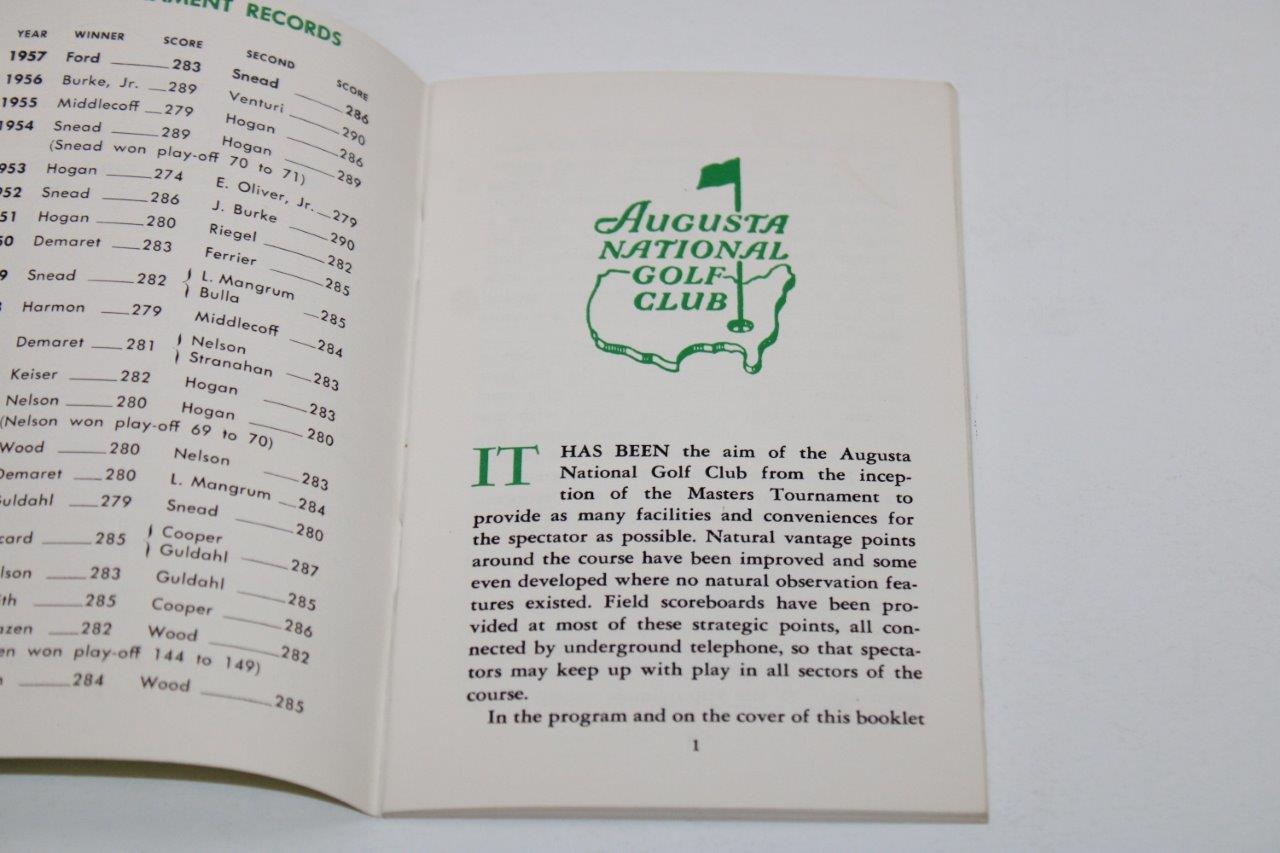 RECORDS
YEAR WINNER SCORE SECOND SCORE
1957 Ford 283 Snead 286
1956 Burke, Jr. 289 Venturi 290
1955 Middlecoff 279 Hogan 286
1954 Snead 289 Hogan 289
(Snead won play-off 70 to 71)
953 Hogan 274 E. Oliver, Jr. 279
52 Snead 286 J. Burke 290
51 Hogan 280 Riegel 282
50 Demaret 283 Ferrier 285
9 Snead 282 { L. Mangrum
Bulla 285
Harmon 279 Middlecoff 284
Demaret 281 { Nelson
Stranahan 283
Keiser 282 Hogan 283
Nelson 280 Hogan 280
(Nelson won play-off 69 to 70)
Wood 280 Nelson 283
Demaret 280 L. Mangrum 284
Guldahl 279 Snead 280
card 285 { Cooper
Guldahl 287
lson 283 Guldahl 285
th 285 Cooper 286
azen 282 Wood 282
en won play-off 144 to 149)
284 Wood 285
AUGUSTA
NATIONAL
GOLF
CLUB
IT HAS BEEN the aim of the Augusta
National Golf Club from the incep-
tion of the Masters Tournament to
provide as many facilities and conveniences for
the spectator as possible. Natural vantage points
around the course have been improved and some
even developed where no natural observation fea-
tures existed. Field scoreboards have been pro-
vided at most of these strategic points, all con-
nected by underground telephone, so that specta-
tors may keep up with play in all sectors of the
course.
In the program and on the cover of this booklet
1